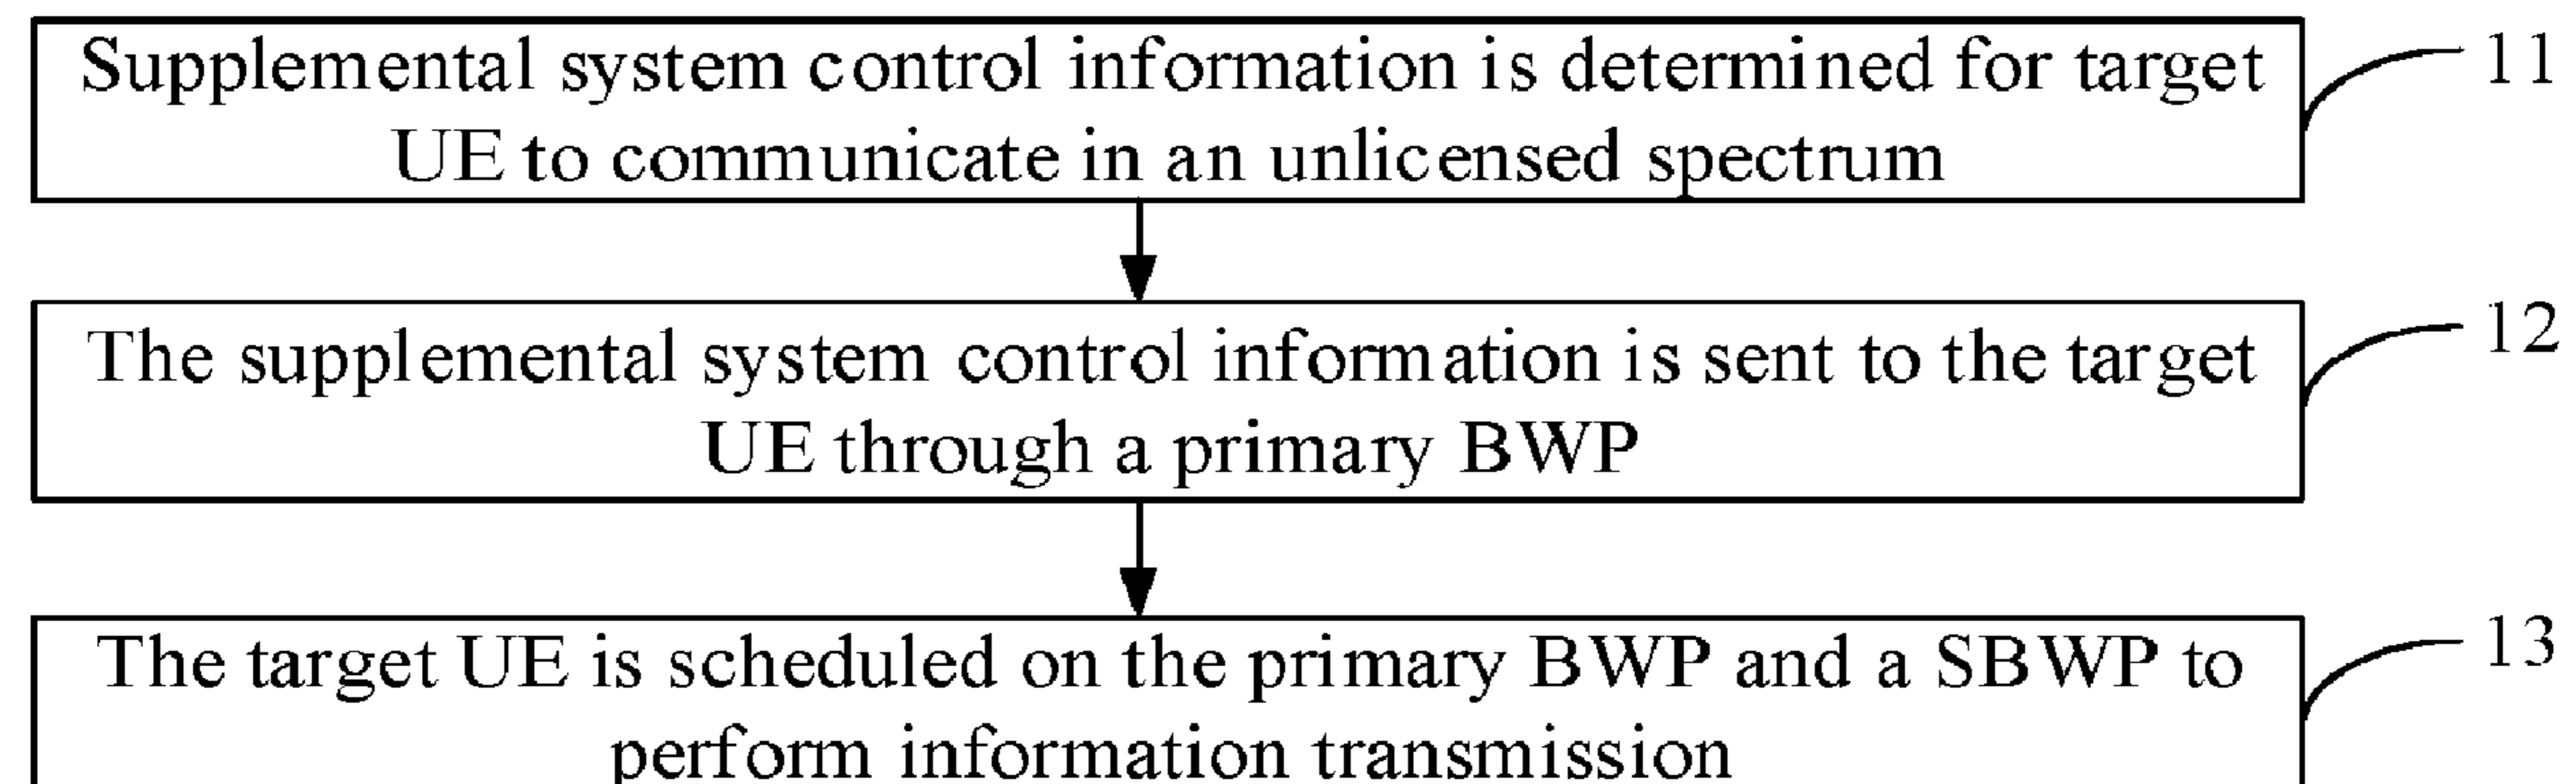 Supplemental system control information is determined for target
UE to communicate in an unlicensed spectrum
11
The supplemental system control information is sent to the target
UE through a primary BWP
12
The target UE is scheduled on the primary BWP and a SBWP to
perform information transmission
13